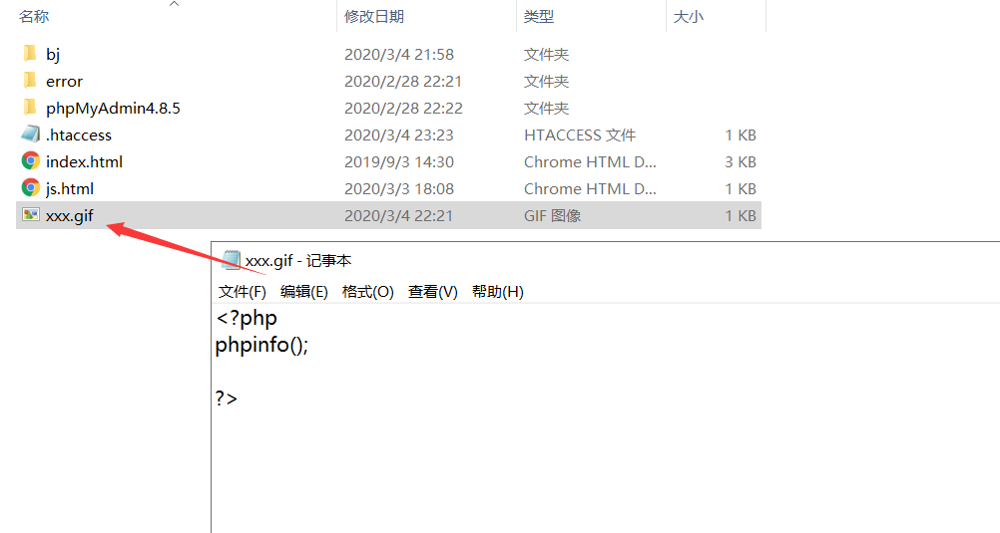 名称 修改日期 类型 大小
bj 2020/3/4 21:58 文件夹
error 2020/2/28 22:21 文件夹
phpMyAdmin4.8.5 2020/2/28 22:22 文件夹
.htaccess 2020/3/4 23:23 HTACCESS 文件 1 KB
index.html 2019/9/3 14:30 Chrome HTML D... 3 KB
js.html 2020/3/3 18:08 Chrome HTML D... 1 KB
xxx.gif 2020/3/4 22:21 GIF 图像 1 KB
xxx.gif - 记事本
文件(F) 编辑(E) 格式(O) 查看(V) 帮助(H)
<?php
phpinfo();
?>